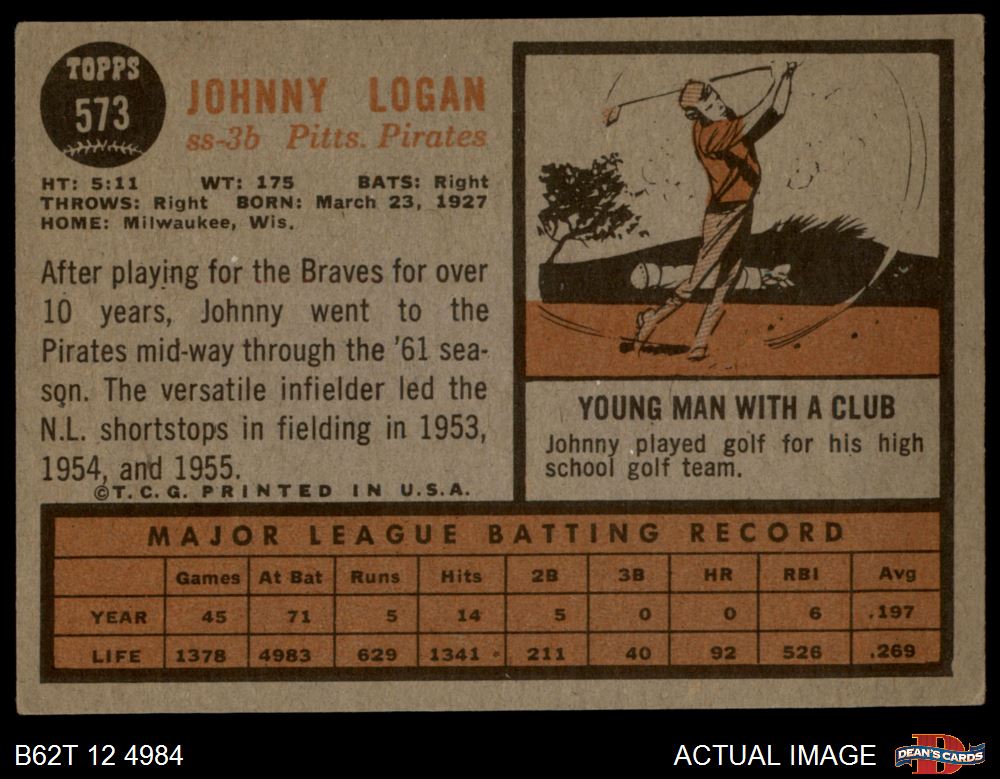 TOPPS
573
JOHNNY LOGAN
ss-3b Pitts. Pirates
HT: 5:11 WT: 175 BATS: Right
THROWS: Right BORN: March 23, 1927
HOME: Milwaukee, Wis.
After playing for the Braves for over
10 years, Johnny went to the
Pirates mid-way through the '61 sea-
son. The versatile infielder led the
N.L. shortstops in fielding in 1953,
1954, and 1955.
©T.C.G. PRINTED IN U.S.A.
YOUNG MAN WITH A CLUB
Johnny played golf for his high
school golf team.
MAJOR LEAGUE BATTING RECORD
Games At Bat Runs Hits 2B 3B HR RBI Avg
YEAR 45 71 5 14 5 0 0 6 .197
LIFE 1378 4983 629 1341 211 40 92 526 .269
B62T 12 4984
ACTUAL IMAGE
DEAN'S CARDS